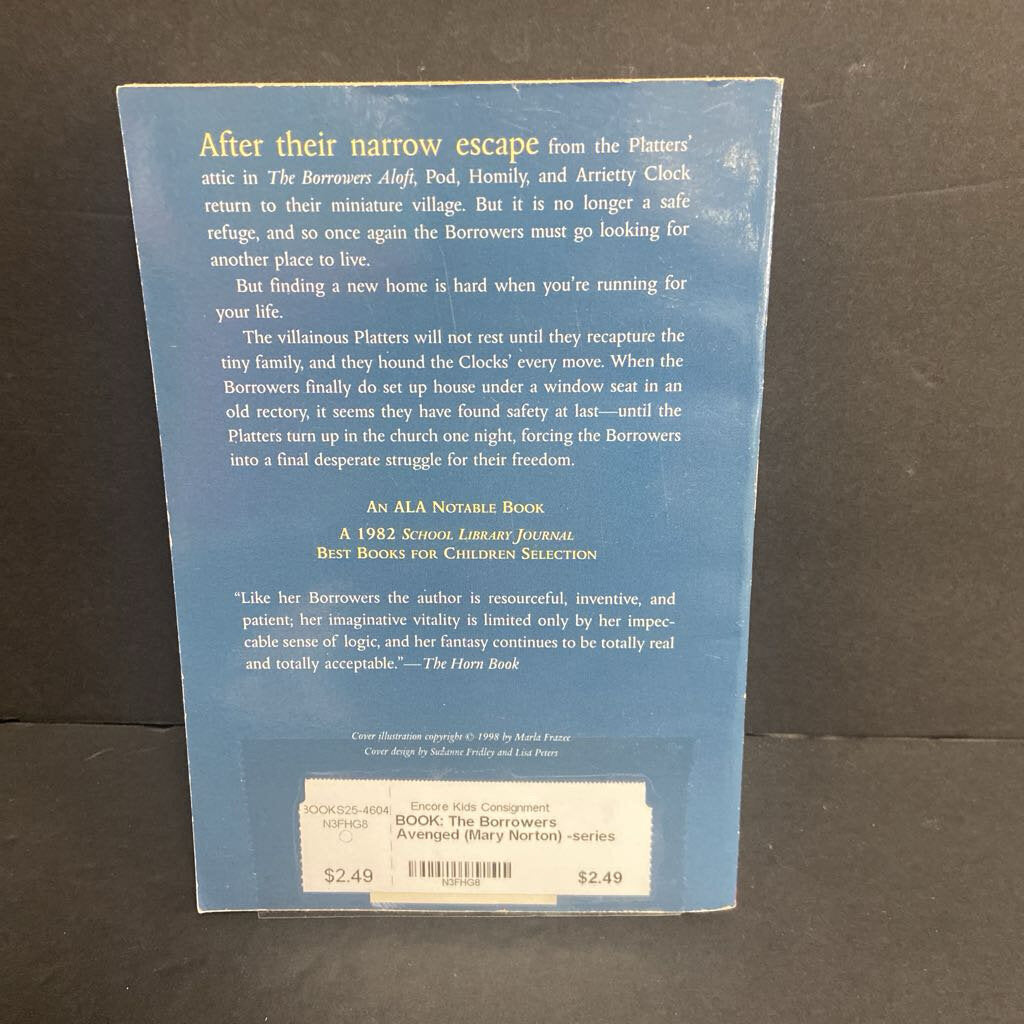 After their narrow escape from the Platters'
attic in The Borrowers Aloft, Pod, Homily, and Arrietty Clock
return to their miniature village. But it is no longer a safe
refuge, and so once again the Borrowers must go looking for
another place to live.
But finding a new home is hard when you're running for
your life.
The villainous Platters will not rest until they recapture the
tiny family, and they hound the Clocks' every move. When the
Borrowers finally do set up house under a window seat in an
old rectory, it seems they have found safety at last—until the
Platters turn up in the church one night, forcing the Borrowers
into a final desperate struggle for their freedom.
An ALA Notable Book
A 1982 School Library Journal
Best Books for Children Selection
"Like her Borrowers the author is resourceful, inventive, and
patient; her imaginative vitality is limited only by her impec-
cable sense of logic, and her fantasy continues to be totally real
and totally acceptable."—The Horn Book
Cover illustration copyright © 1998 by Marla Frazee
Cover design by Suzanne Fridley and Lisa Peters
BOOKS25-4604
N3FHG8
$2.49
Encore Kids Consignment
BOOK: The Borrowers
Avenged (Mary Norton) -series
N3FHG8
$2.49